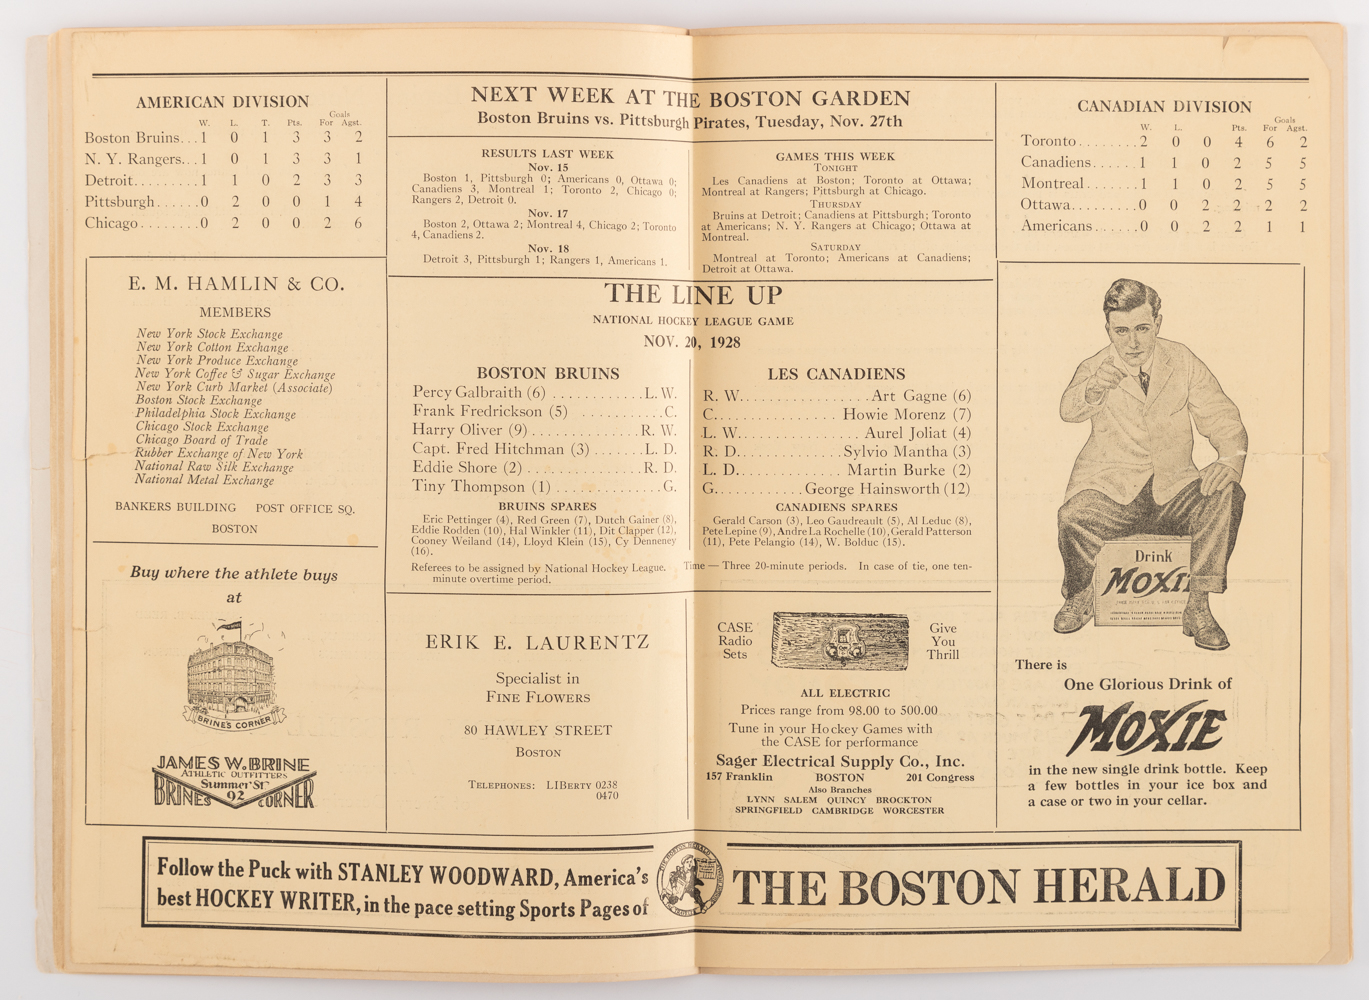 AMERICAN DIVISION
Goals
W. L. T. Pts. For Agst.
Boston Bruins...1 0 1 3 3 2
N. Y. Rangers...1 0 1 3 3 1
Detroit.........1 1 0 2 3 3
Pittsburgh......0 2 0 0 1 4
Chicago........0 2 0 0 2 6
NEXT WEEK AT THE BOSTON GARDEN
Boston Bruins vs. Pittsburgh Pirates, Tuesday, Nov. 27th
RESULTS LAST WEEK
Nov. 15
Boston 1, Pittsburgh 0; Americans 0, Ottawa 0;
Canadiens 3, Montreal 1; Toronto 2, Chicago 0;
Rangers 2, Detroit 0.
Nov. 17
Boston 2, Ottawa 2; Montreal 4, Chicago 2; Toronto
4, Canadiens 2.
Nov. 18
Detroit 3, Pittsburgh 1; Rangers 1, Americans 1.
GAMES THIS WEEK
TONIGHT
Les Canadiens at Boston; Toronto at Ottawa;
Montreal at Rangers; Pittsburgh at Chicago.
THURSDAY
Bruins at Detroit; Canadiens at Pittsburgh; Toronto
at Americans; N. Y. Rangers at Chicago; Ottawa at
Montreal.
SATURDAY
Montreal at Toronto; Americans at Canadiens;
Detroit at Ottawa.
CANADIAN DIVISION
Goals
W. L. Pts. For Agst.
Toronto........2 0 0 4 6 2
Canadiens......1 1 0 2 5 5
Montreal.......1 1 0 2 5 5
Ottawa.........0 0 2 2 2 2
Americans......0 0 2 2 1 1
E. M. HAMLIN & CO.
MEMBERS
New York Stock Exchange
New York Cotton Exchange
New York Produce Exchange
New York Coffee & Sugar Exchange
New York Curb Market (Associate)
Boston Stock Exchange
Philadelphia Stock Exchange
Chicago Stock Exchange
Chicago Board of Trade
Rubber Exchange of New York
National Raw Silk Exchange
National Metal Exchange
BANKERS BUILDING POST OFFICE SQ.
BOSTON
THE LINE UP
NATIONAL HOCKEY LEAGUE GAME
NOV. 20, 1928
BOSTON BRUINS
Percy Galbraith (6) ............L. W.
Frank Fredrickson (5) ...........C.
Harry Oliver (9)..............R. W.
Capt. Fred Hitchman (3) .......L. D.
Eddie Shore (2) ..............R. D.
Tiny Thompson (1) .............G.
BRUINS SPARES
Eric Pettinger (4), Red Green (7), Dutch Gainer (8),
Eddie Rodden (10), Hal Winkler (11), Dit Clapper (12),
Cooney Weiland (14), Lloyd Klein (15), Cy Denneney
(16).
LES CANADIENS
R. W................Art Gagne (6)
C................Howie Morenz (7)
L. W...............Aurel Joliat (4)
R. D............Sylvio Mantha (3)
L. D.............Martin Burke (2)
G...........George Hainsworth (12)
CANADIENS SPARES
Gerald Carson (3), Leo Gaudreault (5), Al Leduc (8),
Pete Lepine (9), Andre La Rochelle (10), Gerald Patterson
(11), Pete Pelangio (14), W. Bolduc (15).
Referees to be assigned by National Hockey League. Time — Three 20-minute periods. In case of tie, one ten-
minute overtime period.
Buy where the athlete buys
at
BRINE'S CORNER
JAMES W. BRINE
ATHLETIC OUTFITTERS
Summer St
BRINES 92 CORNER
ERIK E. LAURENTZ
Specialist in
FINE FLOWERS
80 HAWLEY STREET
BOSTON
TELEPHONES: LIBERTY 0238
0470
CASE Give
Radio You
Sets Thrill
ALL ELECTRIC
Prices range from 98.00 to 500.00
Tune in your Hockey Games with
the CASE for performance
Sager Electrical Supply Co., Inc.
157 Franklin BOSTON 201 Congress
Also Branches
LYNN SALEM QUINCY BROCKTON
SPRINGFIELD CAMBRIDGE WORCESTER
Drink
MOXIE
There is
One Glorious Drink of
MOXIE
in the new single drink bottle. Keep
a few bottles in your ice box and
a case or two in your cellar.
Follow the Puck with STANLEY WOODWARD, America's
best HOCKEY WRITER, in the pace setting Sports Pages of
THE BOSTON HERALD